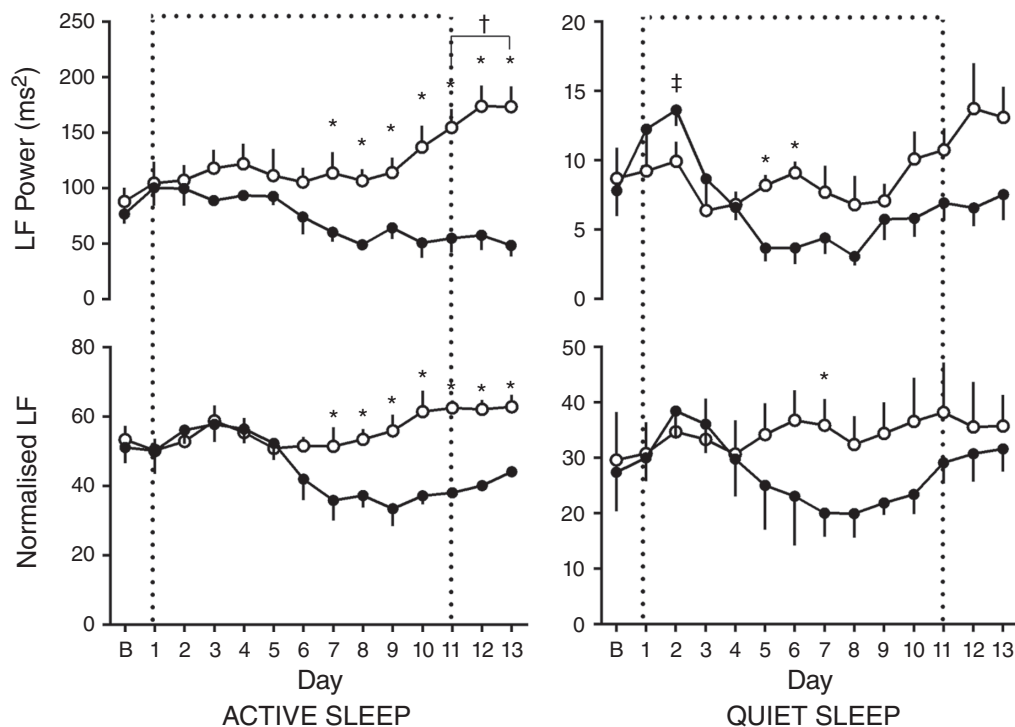 250
200
150
100
50
0
LF Power (ms²)
†
* * * * * * *
20
15
10
5
0
‡
* *
80
60
40
20
0
Normalised LF
* * * * * * *
B 1 2 3 4 5 6 7 8 9 10 11 12 13
Day
ACTIVE SLEEP
50
40
30
20
10
0
*
B 1 2 3 4 5 6 7 8 9 10 11 12 13
Day
QUIET SLEEP